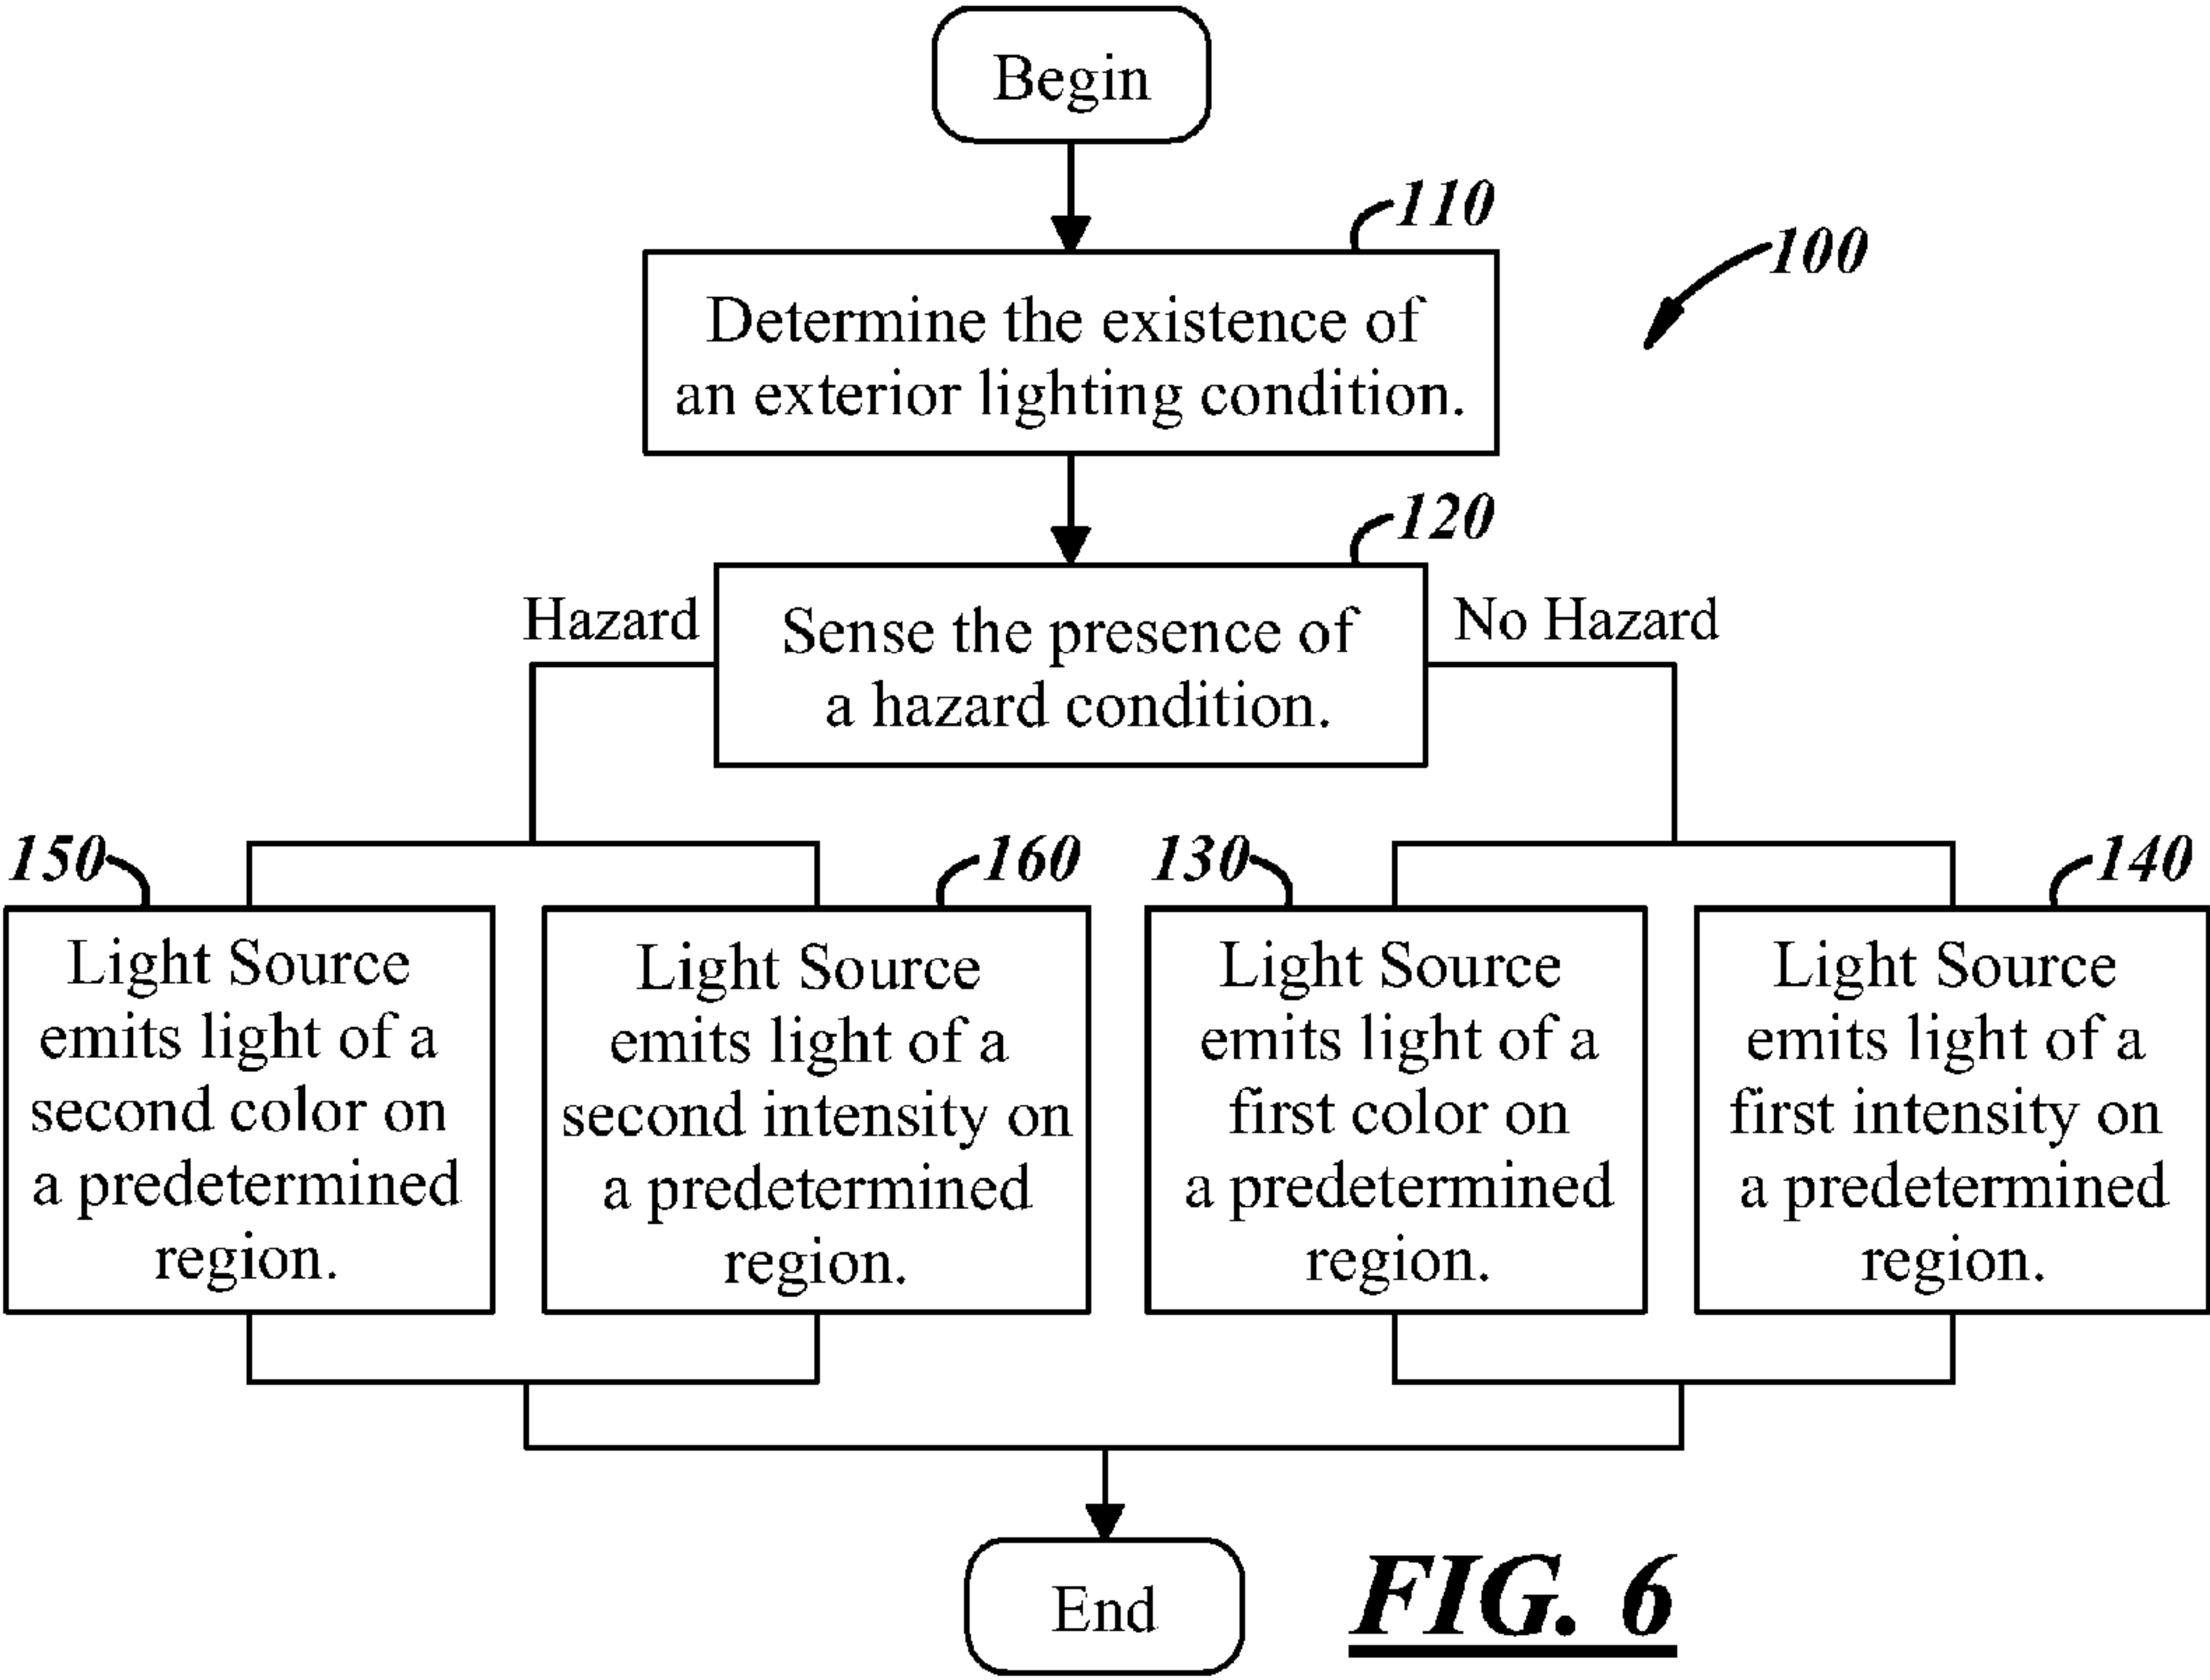 Begin
110
100
Determine the existence of
an exterior lighting condition.
120
Hazard
No Hazard
Sense the presence of
a hazard condition.
150
160
130
140
Light Source
emits light of a
second color on
a predetermined
region.
Light Source
emits light of a
second intensity on
a predetermined
region.
Light Source
emits light of a
first color on
a predetermined
region.
Light Source
emits light of a
first intensity on
a predetermined
region.
End
FIG. 6